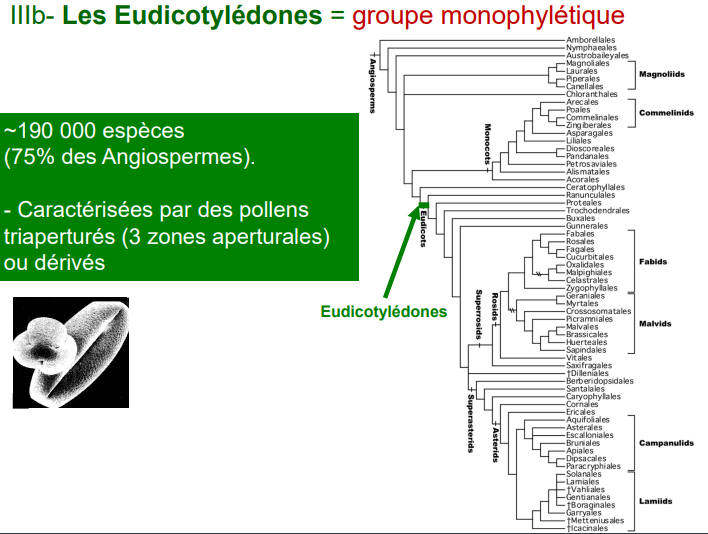 IIIb- Les Eudicotylédones = groupe monophylétique
~190 000 espèces
(75% des Angiospermes).
- Caractérisées par des pollens
triaperturés (3 zones aperturales)
ou dérivés
Eudicotylédones
Angiosperms
Monocots
Eudicots
Superrosids
Rosids
Superasterids
Asterids
Amborellales
Nymphaeales
Austrobaileyales
Magnoliales
Laurales
Piperales
Canellales
Chloranthales
Arecales
Poales
Commelinales
Zingiberales
Asparagales
Liliales
Dioscoreales
Pandanales
Petrosaviales
Alismatales
Acorales
Ceratophyllales
Ranunculales
Proteales
Trochodendrales
Buxales
Gunnerales
Fabales
Rosales
Fagales
Cucurbitales
Oxalidales
Malpighiales
Celastrales
Zygophyllales
Geraniales
Myrtales
Crossosomatales
Picramniales
Malvales
Brassicales
Huerteales
Sapindales
Vitales
Saxifragales
†Dilleniales
Berberidopsidales
Santalales
Caryophyllales
Cornales
Ericales
Aquifoliales
Asterales
Escalloniales
Bruniales
Apiales
Dipsacales
Paracryphiales
Solanales
Lamiales
†Vahliales
Gentianales
†Boraginales
Garryales
†Metteniusales
†Icacinales
Magnoliids
Commelinids
Fabids
Malvids
Campanulids
Lamiids